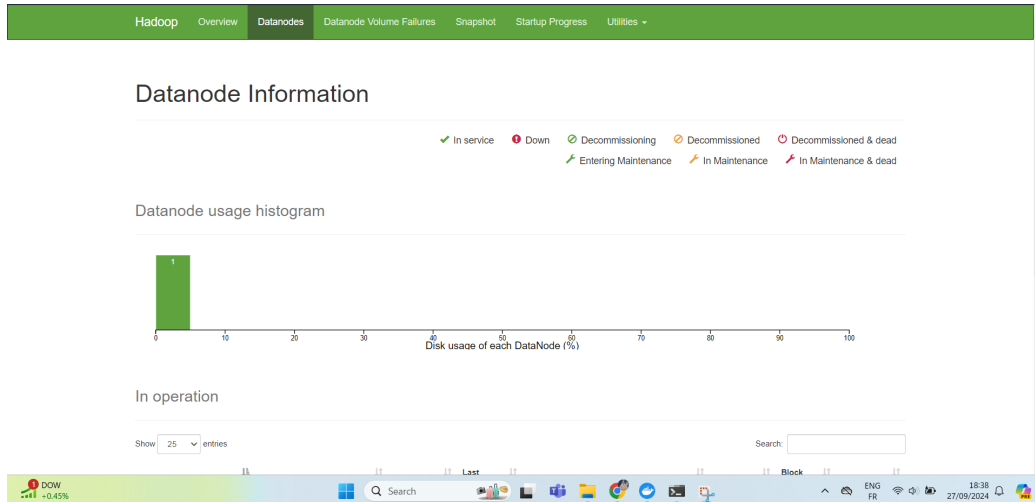 Hadoop Overview Datanodes Datanode Volume Failures Snapshot Startup Progress Utilities
Datanode Information
In service Down Decommissioning Decommissioned Decommissioned & dead
Entering Maintenance In Maintenance In Maintenance & dead
Datanode usage histogram
1
0 10 20 30 40 50 60 70 80 90 100
Disk usage of each DataNode (%)
In operation
Show 25 entries Search:
Last Block
1 DOW
+0.45%
Search
ENG
FR
18:38
27/09/2024
PRE